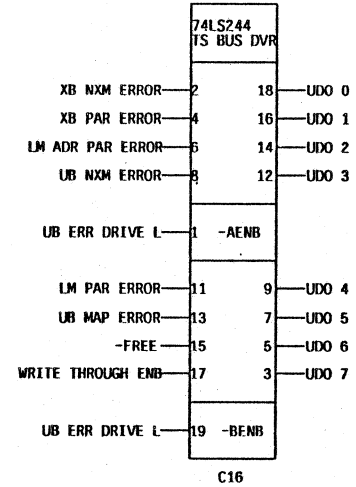 74LS244
TS BUS DVR
XB NXM ERROR 2 18 UDO 0
XB PAR ERROR 4 16 UDO 1
LM ADR PAR ERROR 6 14 UDO 2
UB NXM ERROR 8 12 UDO 3
UB ERR DRIVE L 1 -AENB
LM PAR ERROR 11 9 UDO 4
UB MAP ERROR 13 7 UDO 5
-FREE 15 5 UDO 6
WRITE THROUGH ENB 17 3 UDO 7
UB ERR DRIVE L 19 -BENB
C16